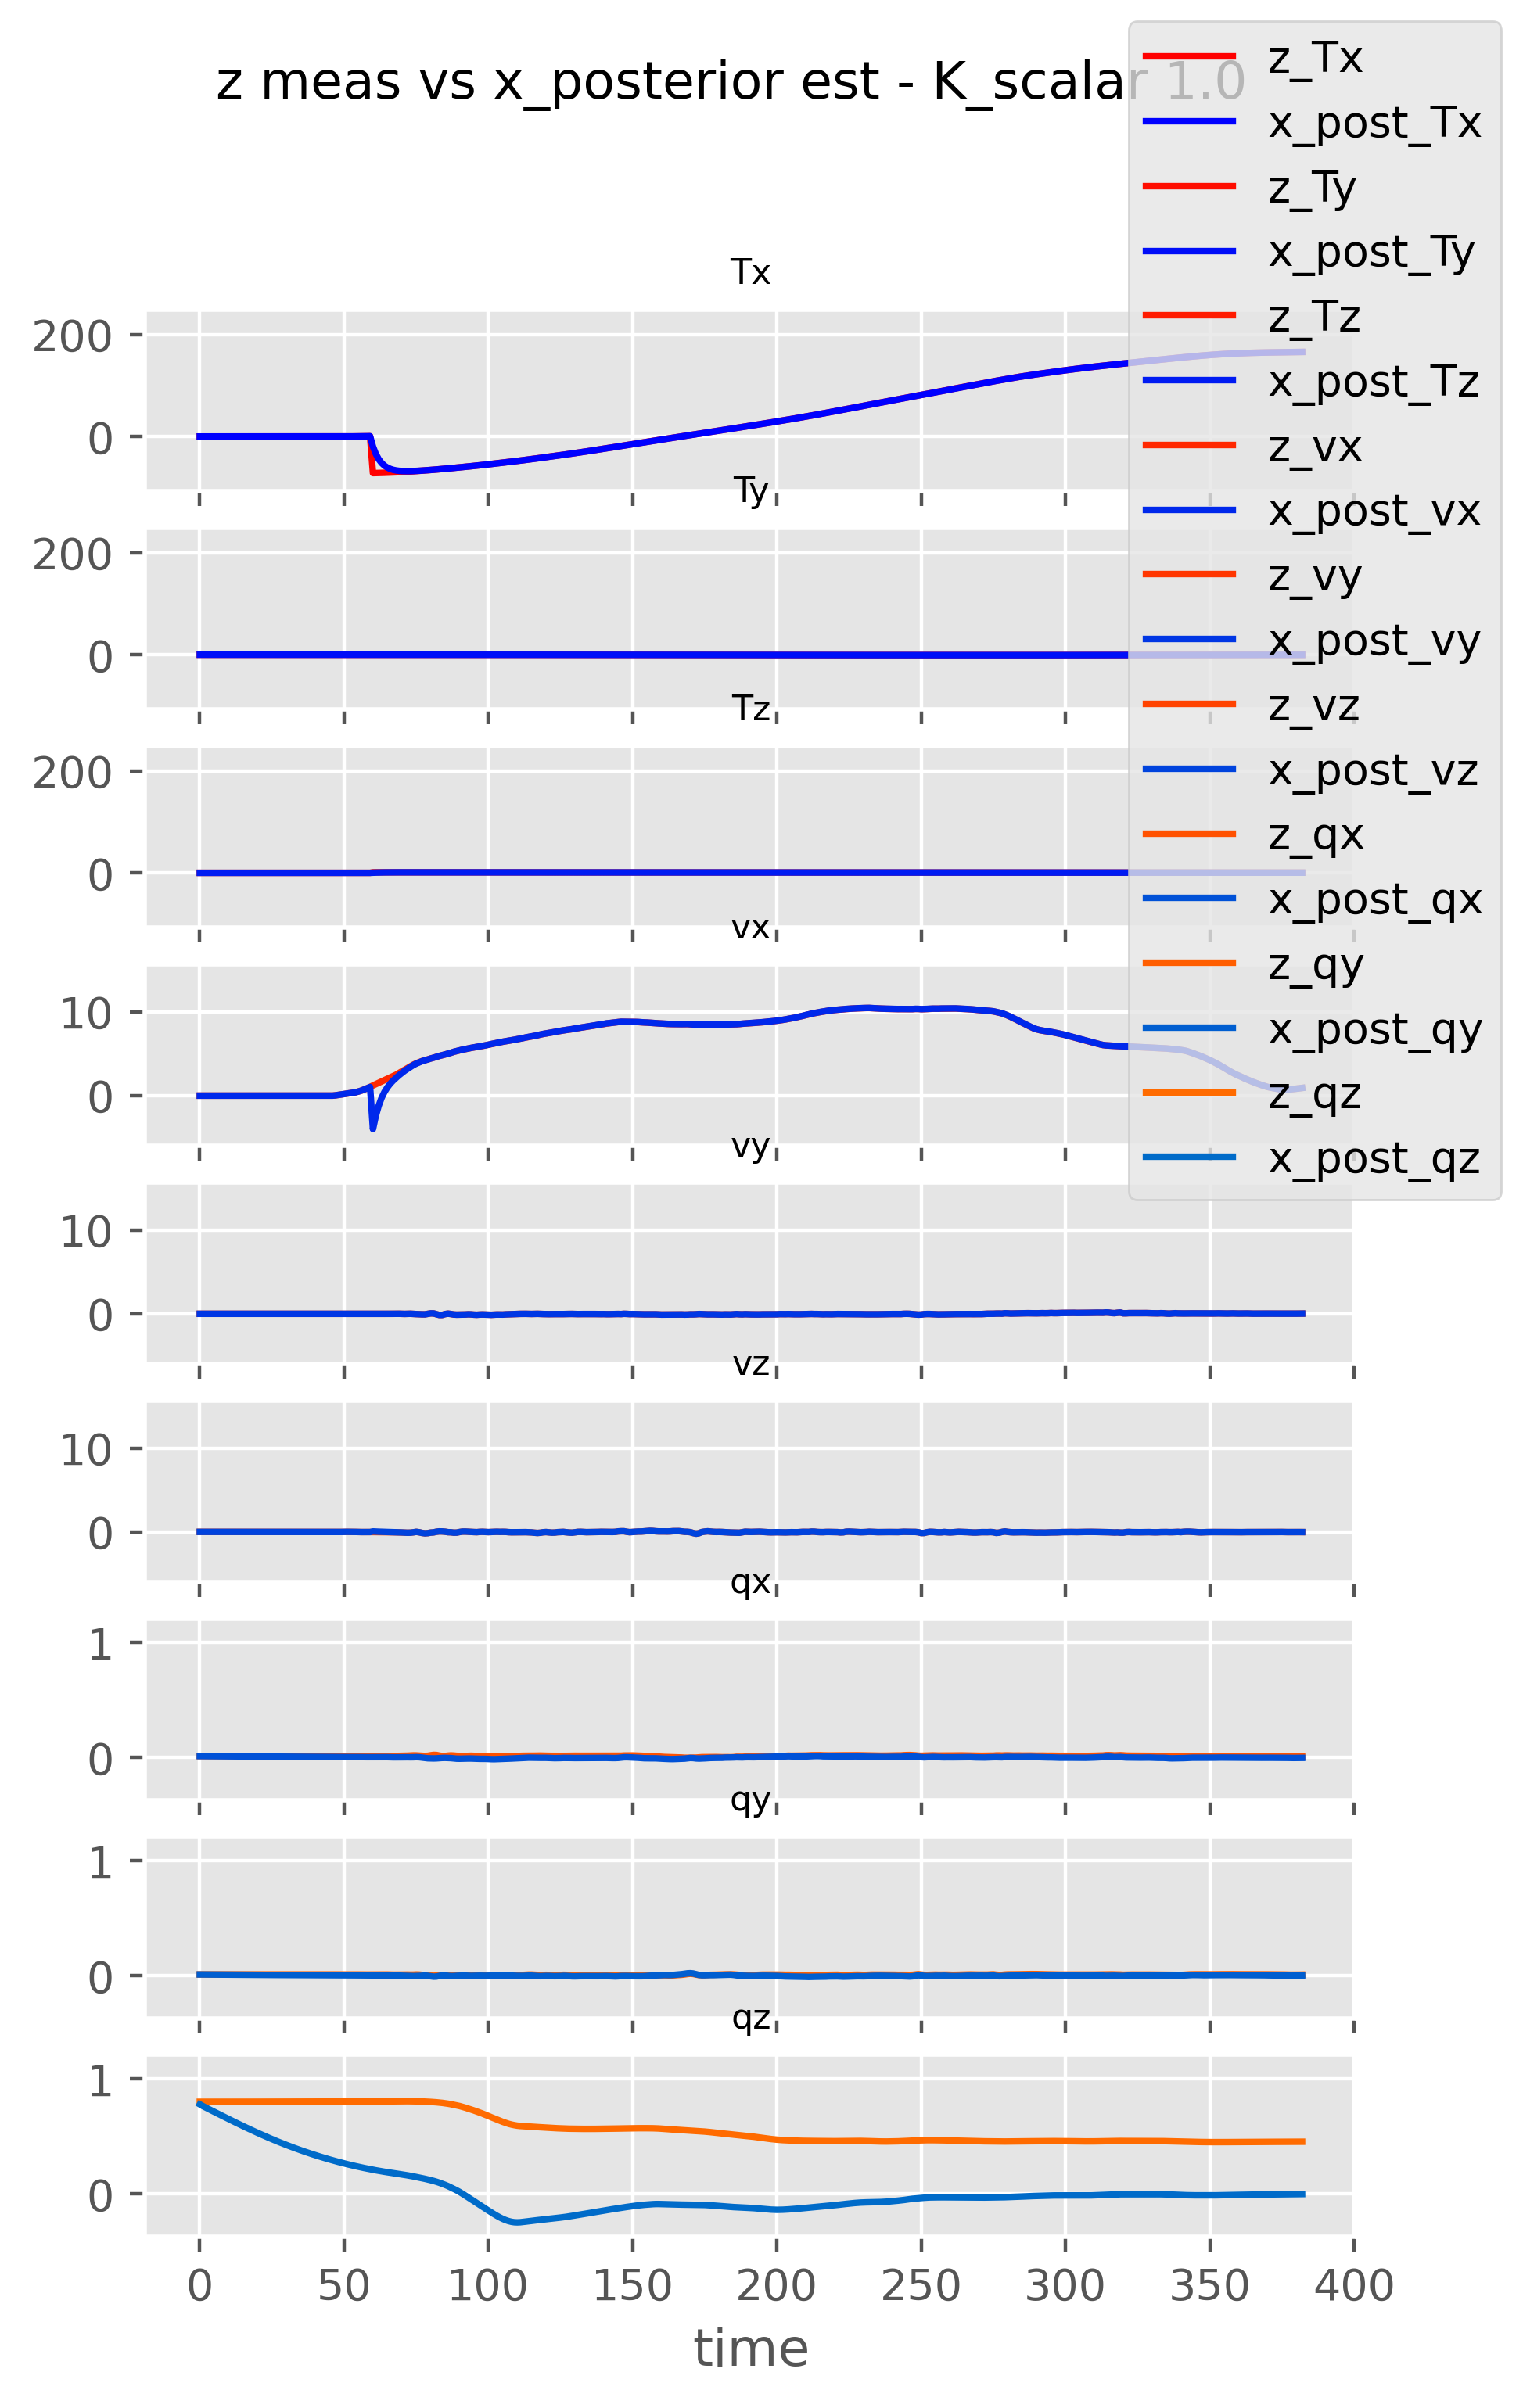 z meas vs x_posterior est - K_scalar 1.0
z_Tx
x_post_Tx
z_Ty
x_post_Ty
z_Tz
x_post_Tz
z_vx
x_post_vx
z_vy
x_post_vy
z_vz
x_post_vz
z_qx
x_post_qx
z_qy
x_post_qy
z_qz
x_post_qz
Tx
200
0
Ty
200
0
Tz
200
0
vx
10
0
vy
10
0
vz
10
0
qx
1
0
qy
1
0
qz
1
0
0 50 100 150 200 250 300 350 400
time